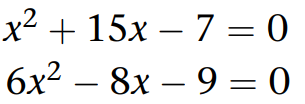 x² + 15x − 7 = 0
6x² − 8x − 9 = 0